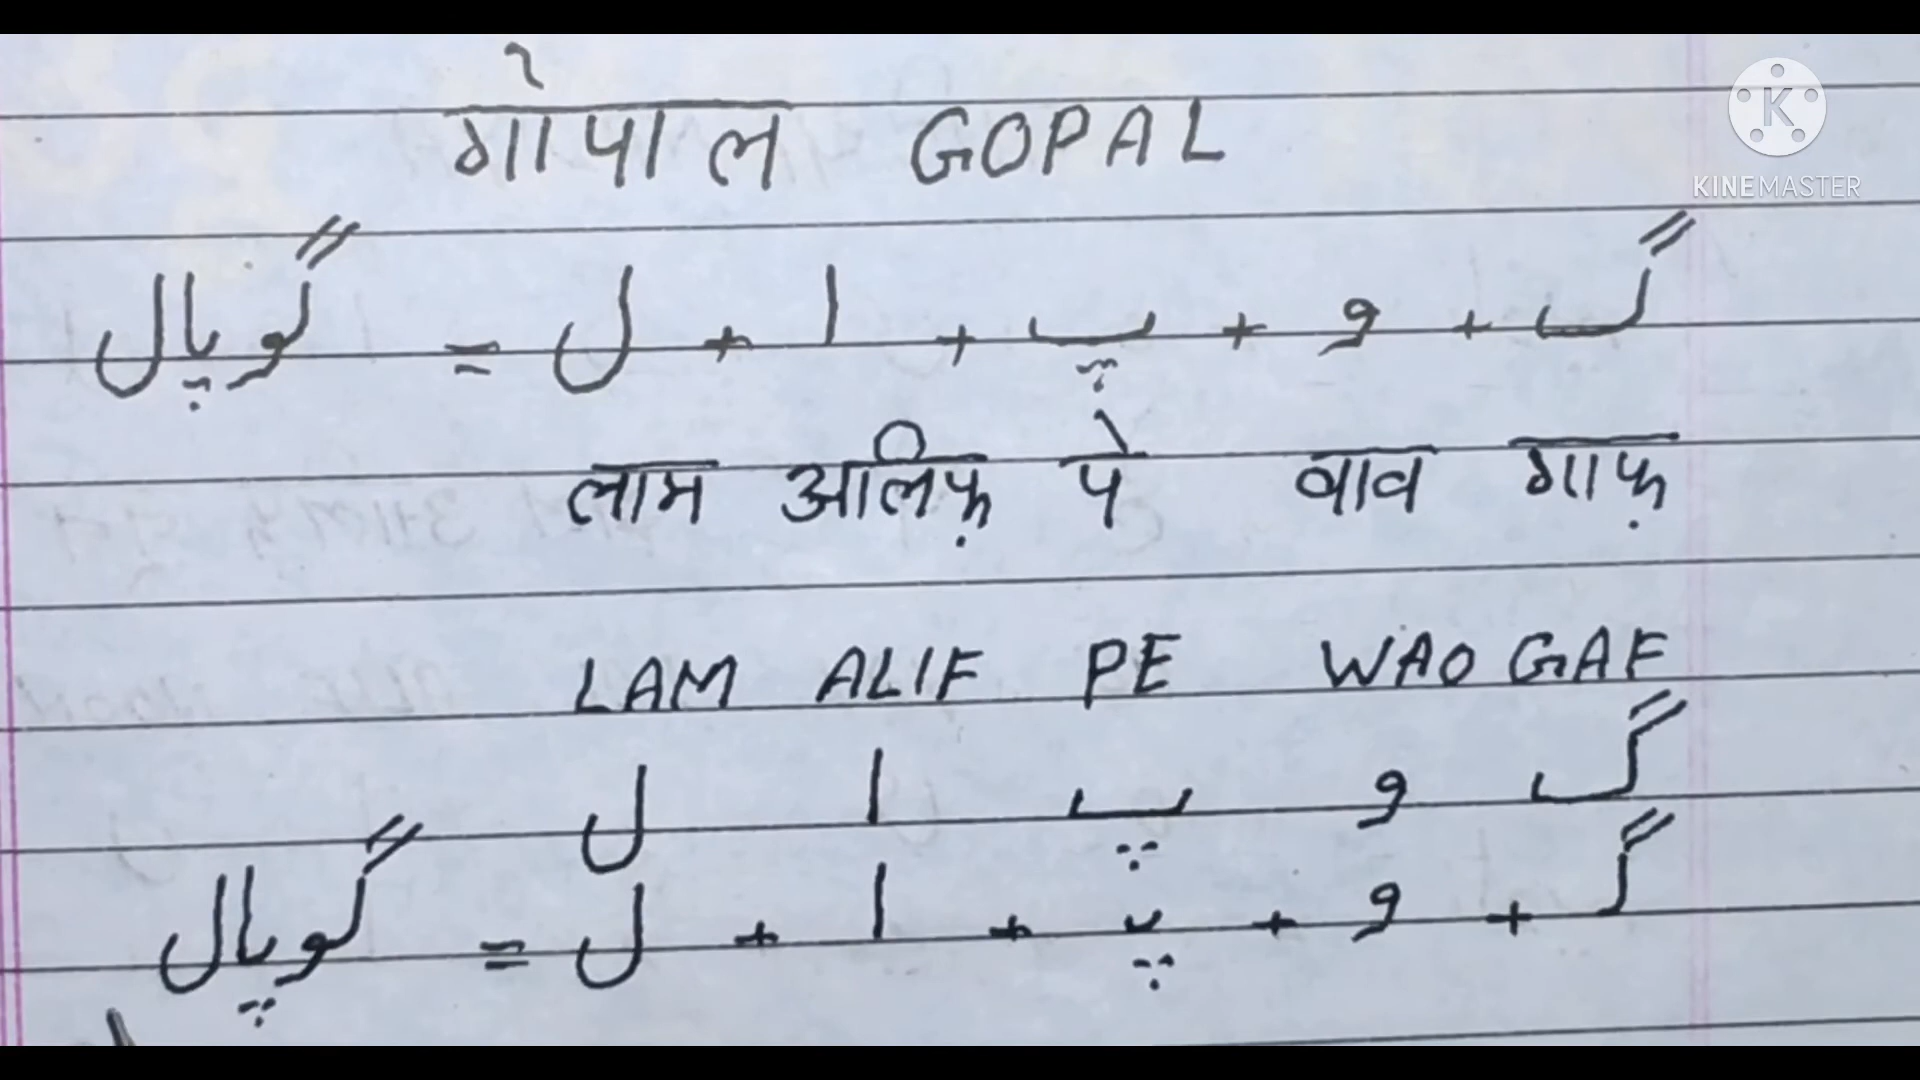 गोपाल GOPAL
K
KINEMASTER
گ + و + پ + ا + ل = گوپال
लाम अलिफ़ पे वाव गाफ़
LAM ALIF PE WAO GAF
گ و پ ا ل
گ + و + پ + ا + ل = گوپال